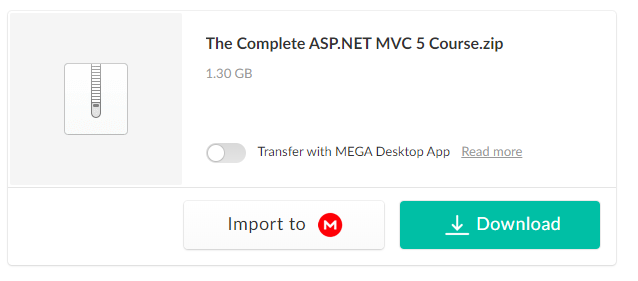 The Complete ASP.NET MVC 5 Course.zip
1.30 GB
Transfer with MEGA Desktop App Read more
Import to M
Download